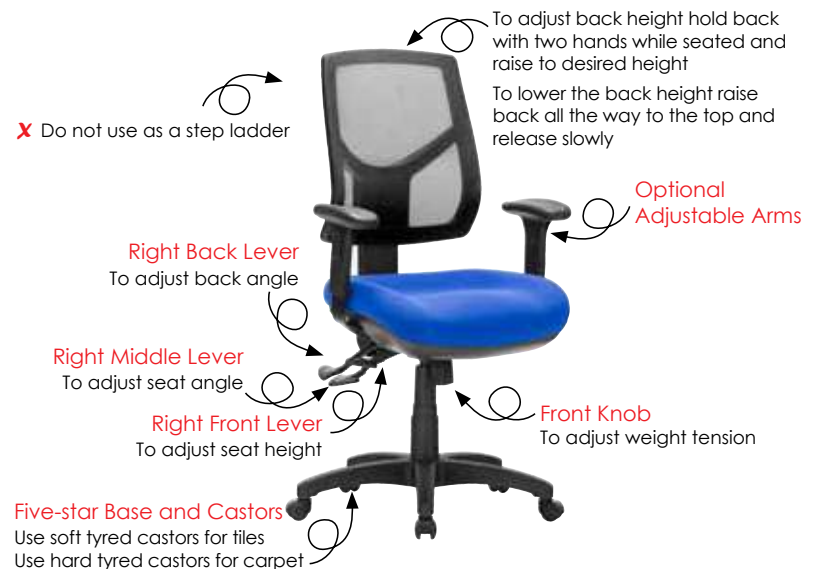 To adjust back height hold back
with two hands while seated and
raise to desired height
To lower the back height raise
back all the way to the top and
release slowly
✗ Do not use as a step ladder
Optional
Adjustable Arms
Right Back Lever
To adjust back angle
Right Middle Lever
To adjust seat angle
Right Front Lever
To adjust seat height
Front Knob
To adjust weight tension
Five-star Base and Castors
Use soft tyred castors for tiles
Use hard tyred castors for carpet